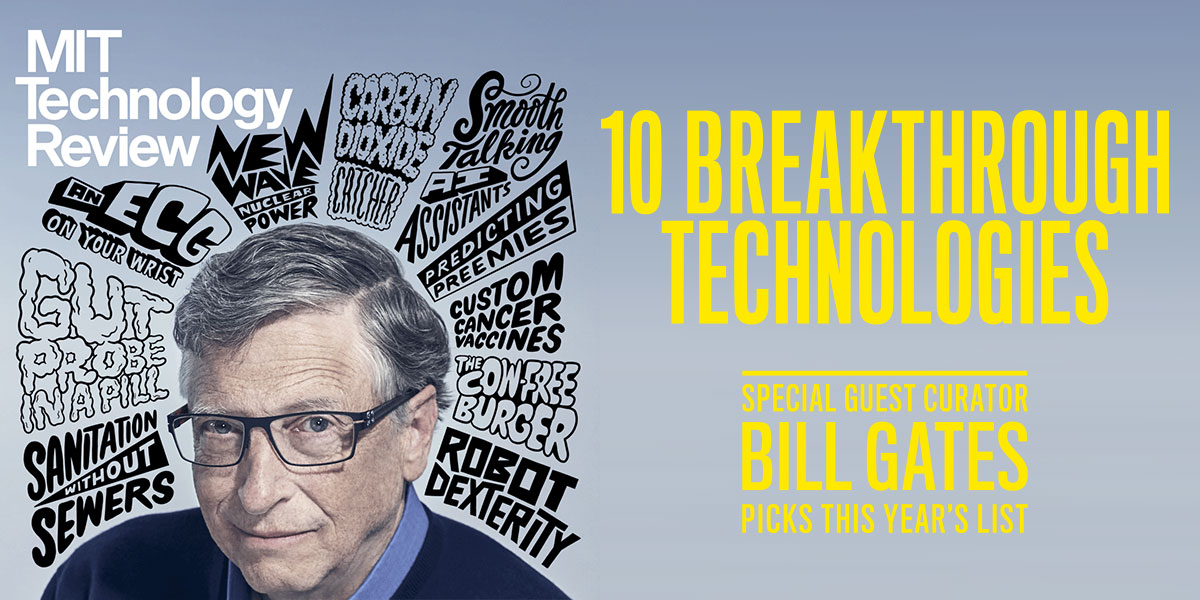 MIT
Technology
Review
NEW
WAVE
NUCLEAR
POWER
CARBON
DIOXIDE
CATCHER
Smooth
Talking
AI
ASSISTANTS
AN ECG
ON YOUR WRIST
PREDICTING
PREEMIES
GUT
PROBE
IN A PILL
CUSTOM
CANCER
VACCINES
THE COW-FREE
BURGER
SANITATION
WITHOUT
SEWERS
ROBOT
DEXTERITY
10 BREAKTHROUGH
TECHNOLOGIES
SPECIAL GUEST CURATOR
BILL GATES
PICKS THIS YEAR'S LIST